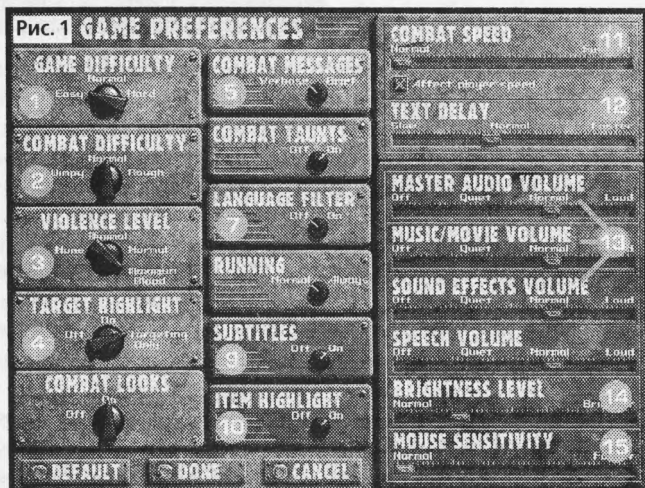 Рис. 1 GAME PREFERENCES
GAME DIFFICULTY
Normal
Easy
Hard
1
COMBAT DIFFICULTY
Normal
Wimpy
Rough
2
VIOLENCE LEVEL
Minimal
None
Normal
Maximum
Blood
3
TARGET HIGHLIGHT
On
Off
Targeting
Only
4
COMBAT LOOKS
On
Off
COMBAT MESSAGES
Verbose
Brief
5
COMBAT TAUNTS
Off On
LANGUAGE FILTER
Off On
7
RUNNING
Normal
SUBTITLES
Off On
9
ITEM HIGHLIGHT
Off On
10
DEFAULT
DONE
CANCEL
COMBAT SPEED
11
Normal
Affect player speed
TEXT DELAY
12
Slow
Normal
Faster
MASTER AUDIO VOLUME
Off Quiet Normal Loud
MUSIC/MOVIE VOLUME
13
Off Quiet Normal
SOUND EFFECTS VOLUME
Off Quiet Normal Loud
SPEECH VOLUME
Off Quiet Normal Loud
BRIGHTNESS LEVEL
14
Normal
MOUSE SENSITIVITY
15
Normal